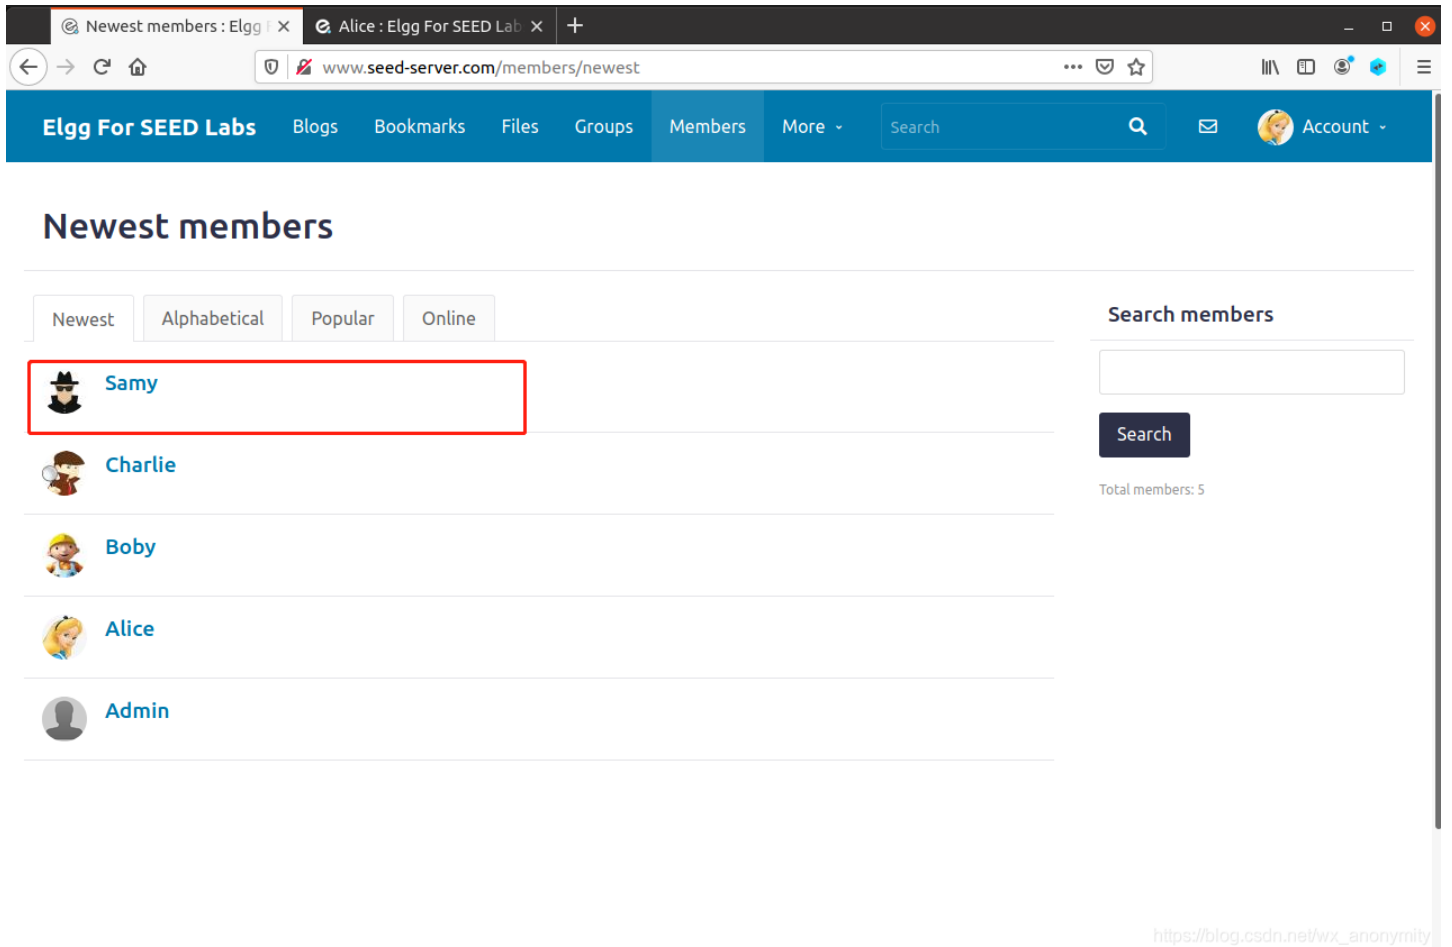 Newest members : Elgg F
Alice : Elgg For SEED Lab
www.seed-server.com/members/newest
Elgg For SEED Labs Blogs Bookmarks Files Groups Members More Search Account
Newest members
Newest Alphabetical Popular Online
Search members
Samy
Charlie
Search
Total members: 5
Boby
Alice
Admin
https://blog.csdn.net/wx_anonymity